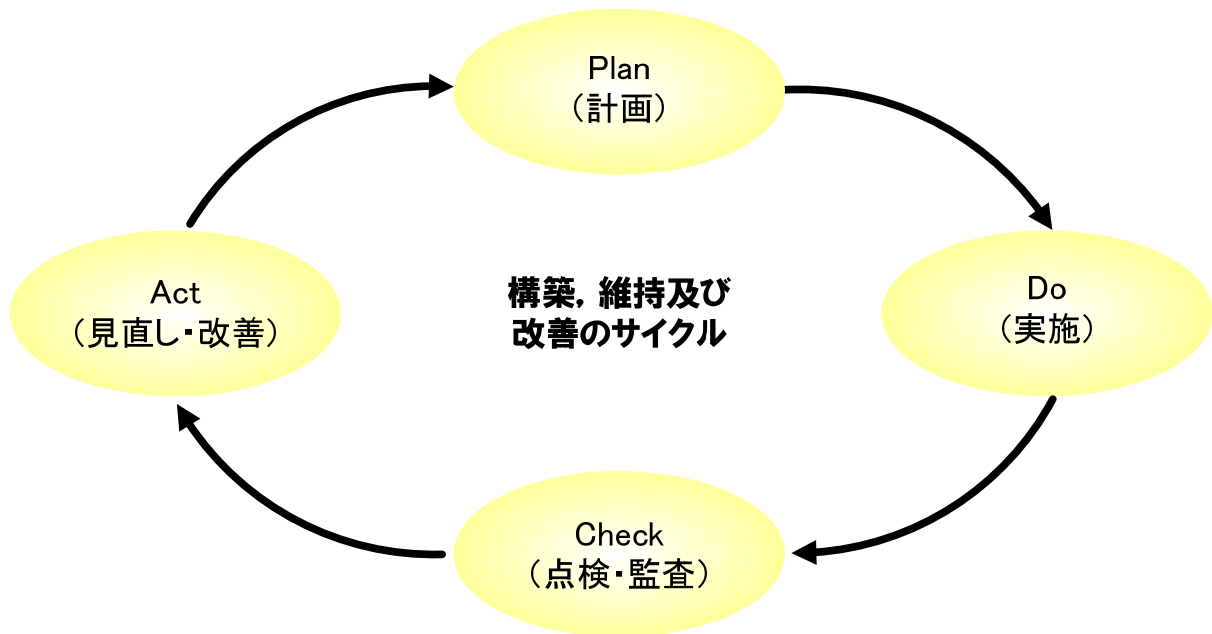 Plan
（計画）
Do
（実施）
Check
（点検・監査）
Act
（見直し・改善）
構築，維持及び
改善のサイクル